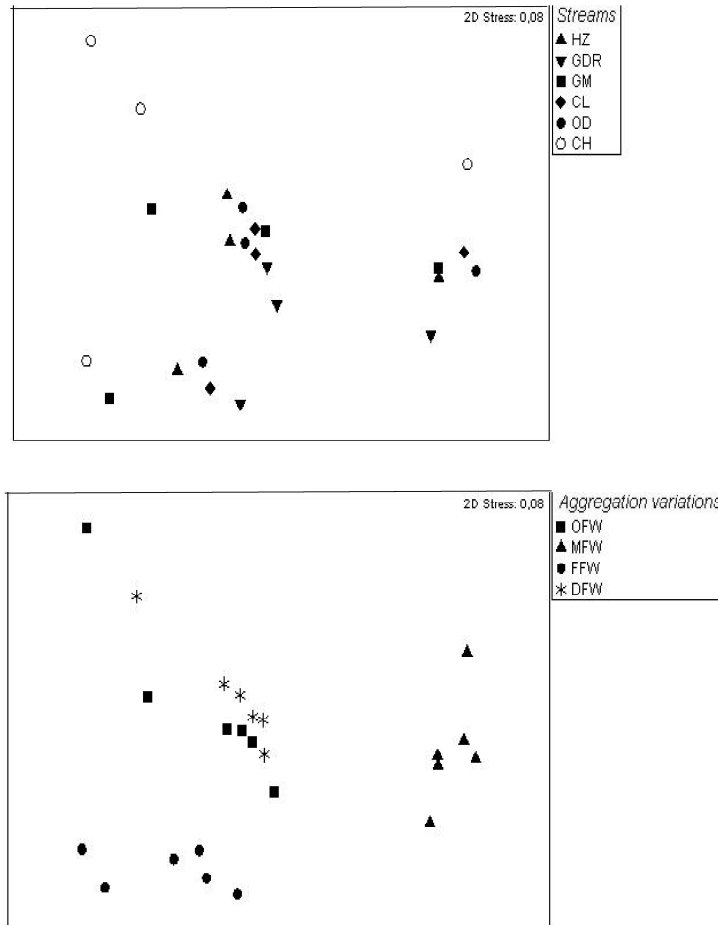 2D Stress: 0,08
Streams
HZ
GDR
GM
CL
OD
CH
2D Stress: 0,08
Aggregation variations
OFW
MFW
FFW
DFW